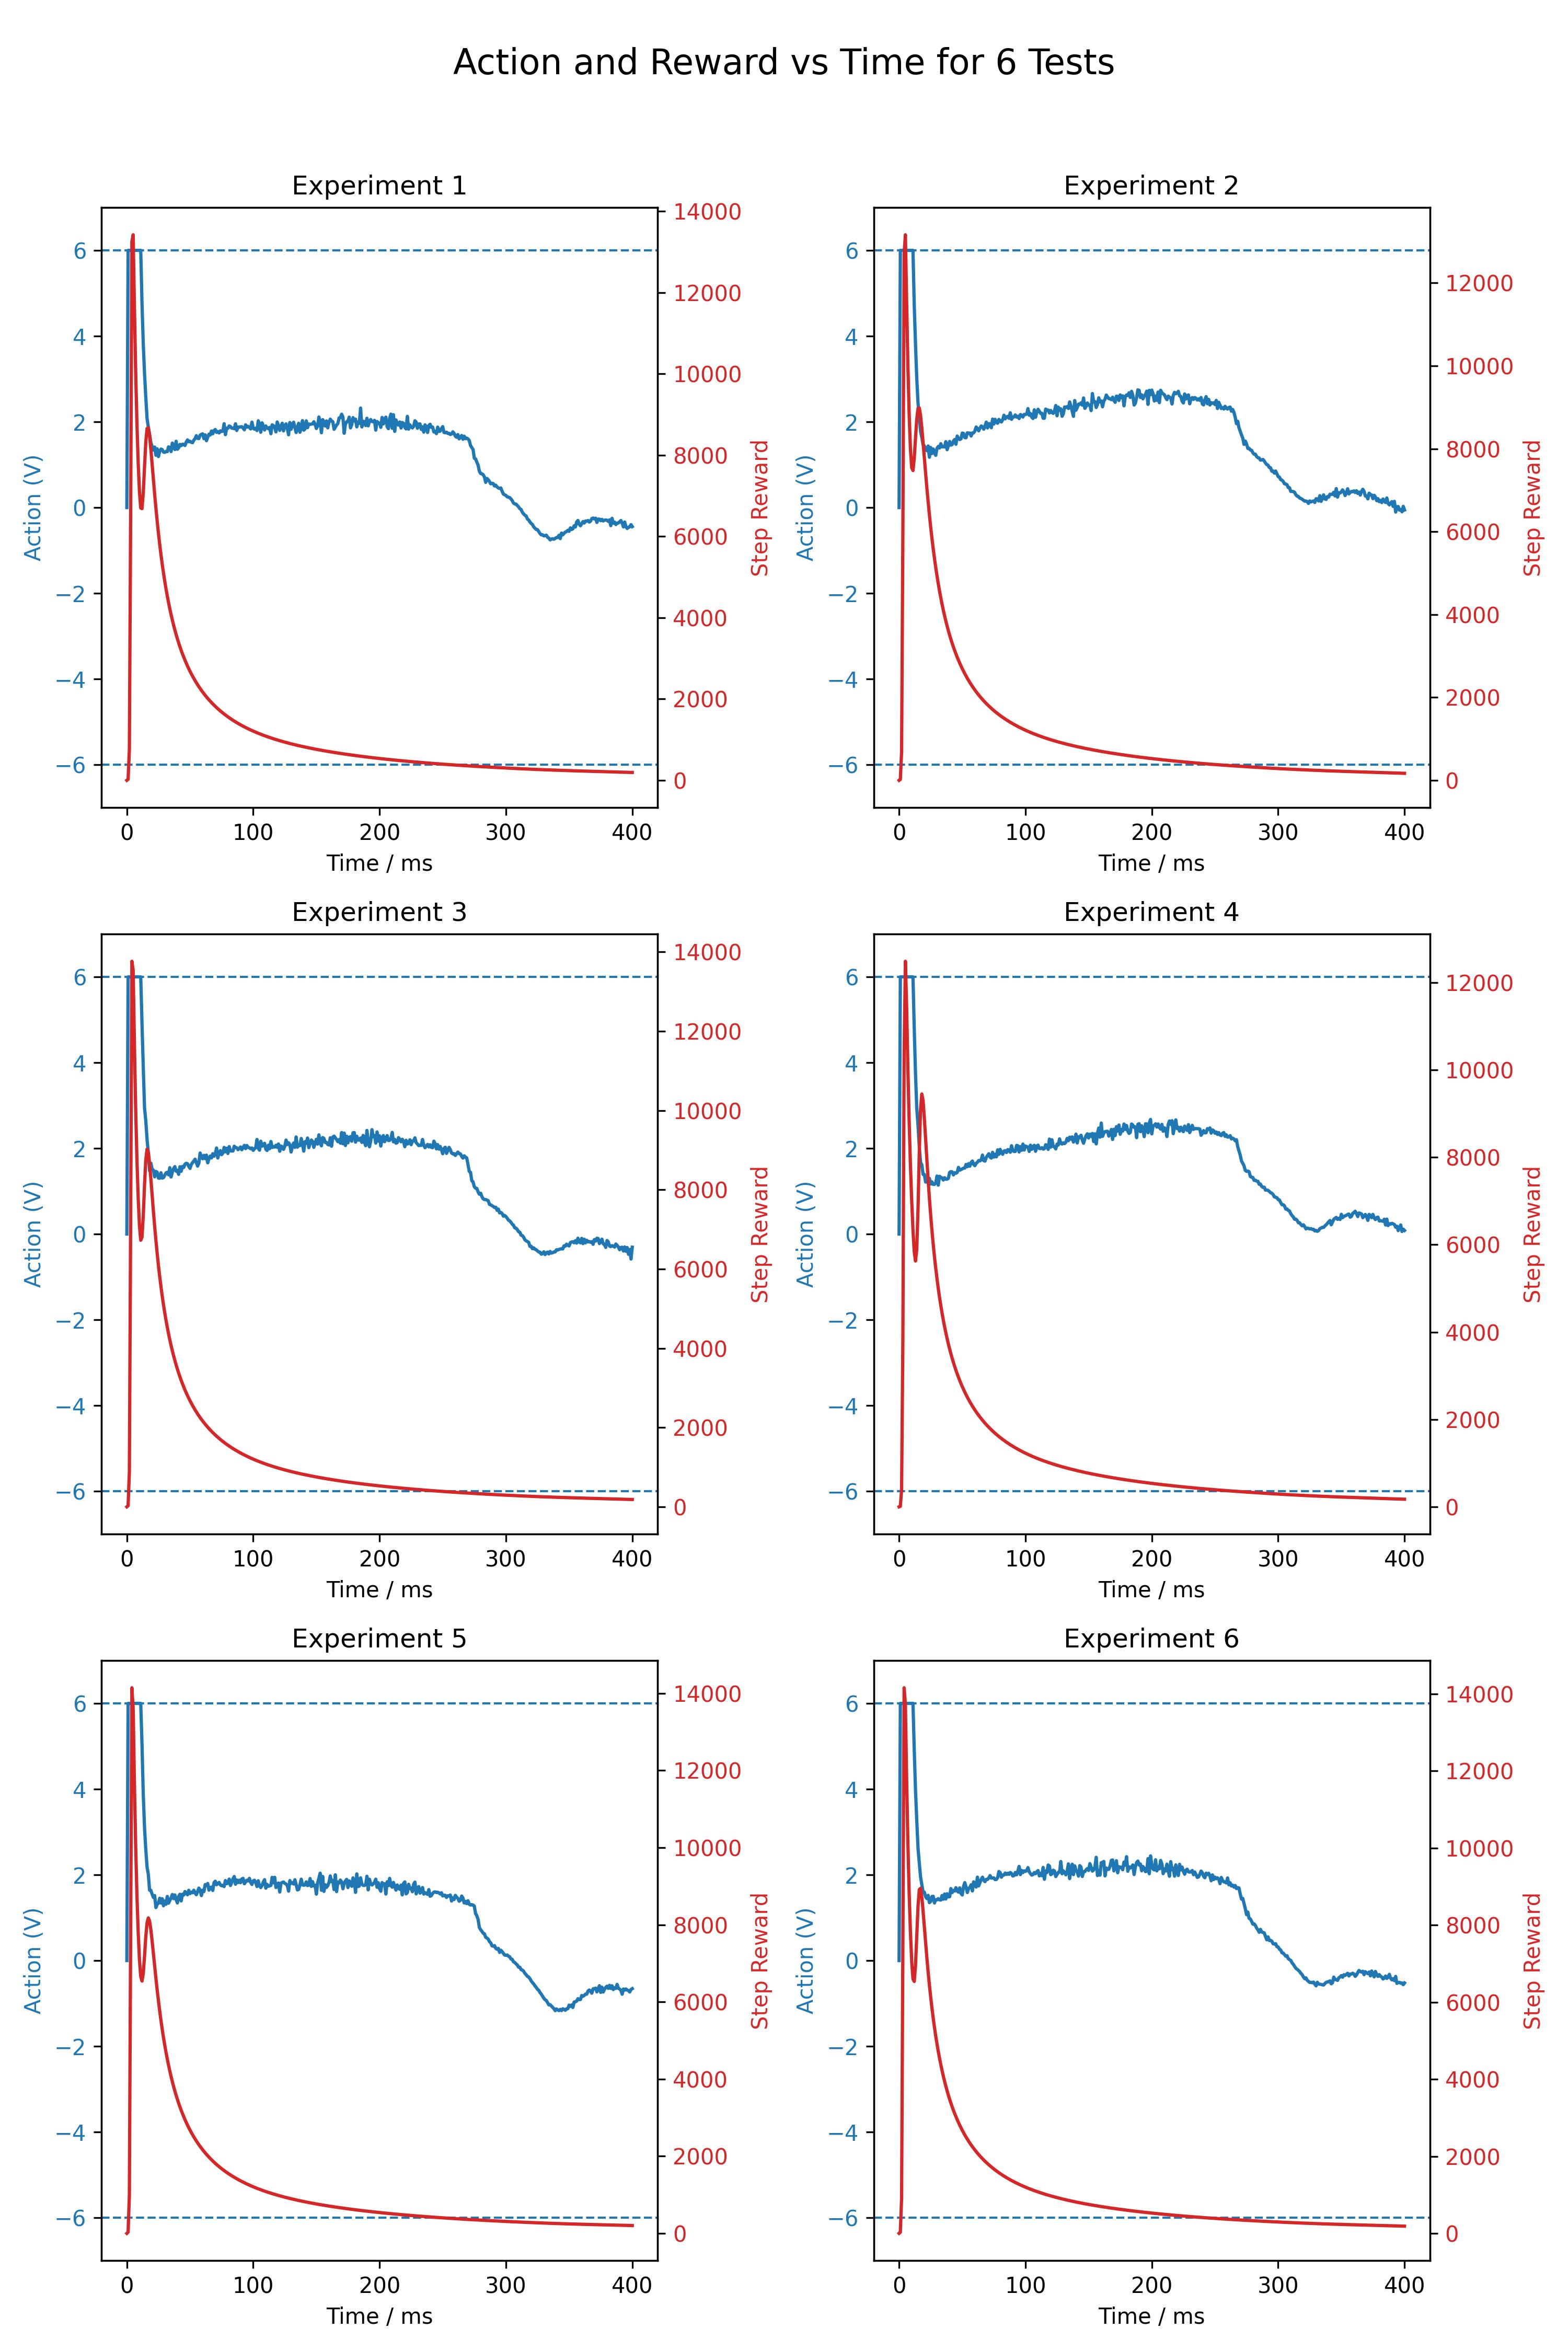 Action and Reward vs Time for 6 Tests
Experiment 1
Action (V)
6
4
2
0
−2
−4
−6
14000
12000
10000
8000
6000
4000
2000
0
Step Reward
0 100 200 300 400
Time / ms
Experiment 2
Action (V)
6
4
2
0
−2
−4
−6
12000
10000
8000
6000
4000
2000
0
Step Reward
0 100 200 300 400
Time / ms
Experiment 3
Action (V)
6
4
2
0
−2
−4
−6
14000
12000
10000
8000
6000
4000
2000
0
Step Reward
0 100 200 300 400
Time / ms
Experiment 4
Action (V)
6
4
2
0
−2
−4
−6
12000
10000
8000
6000
4000
2000
0
Step Reward
0 100 200 300 400
Time / ms
Experiment 5
Action (V)
6
4
2
0
−2
−4
−6
14000
12000
10000
8000
6000
4000
2000
0
Step Reward
0 100 200 300 400
Time / ms
Experiment 6
Action (V)
6
4
2
0
−2
−4
−6
14000
12000
10000
8000
6000
4000
2000
0
Step Reward
0 100 200 300 400
Time / ms